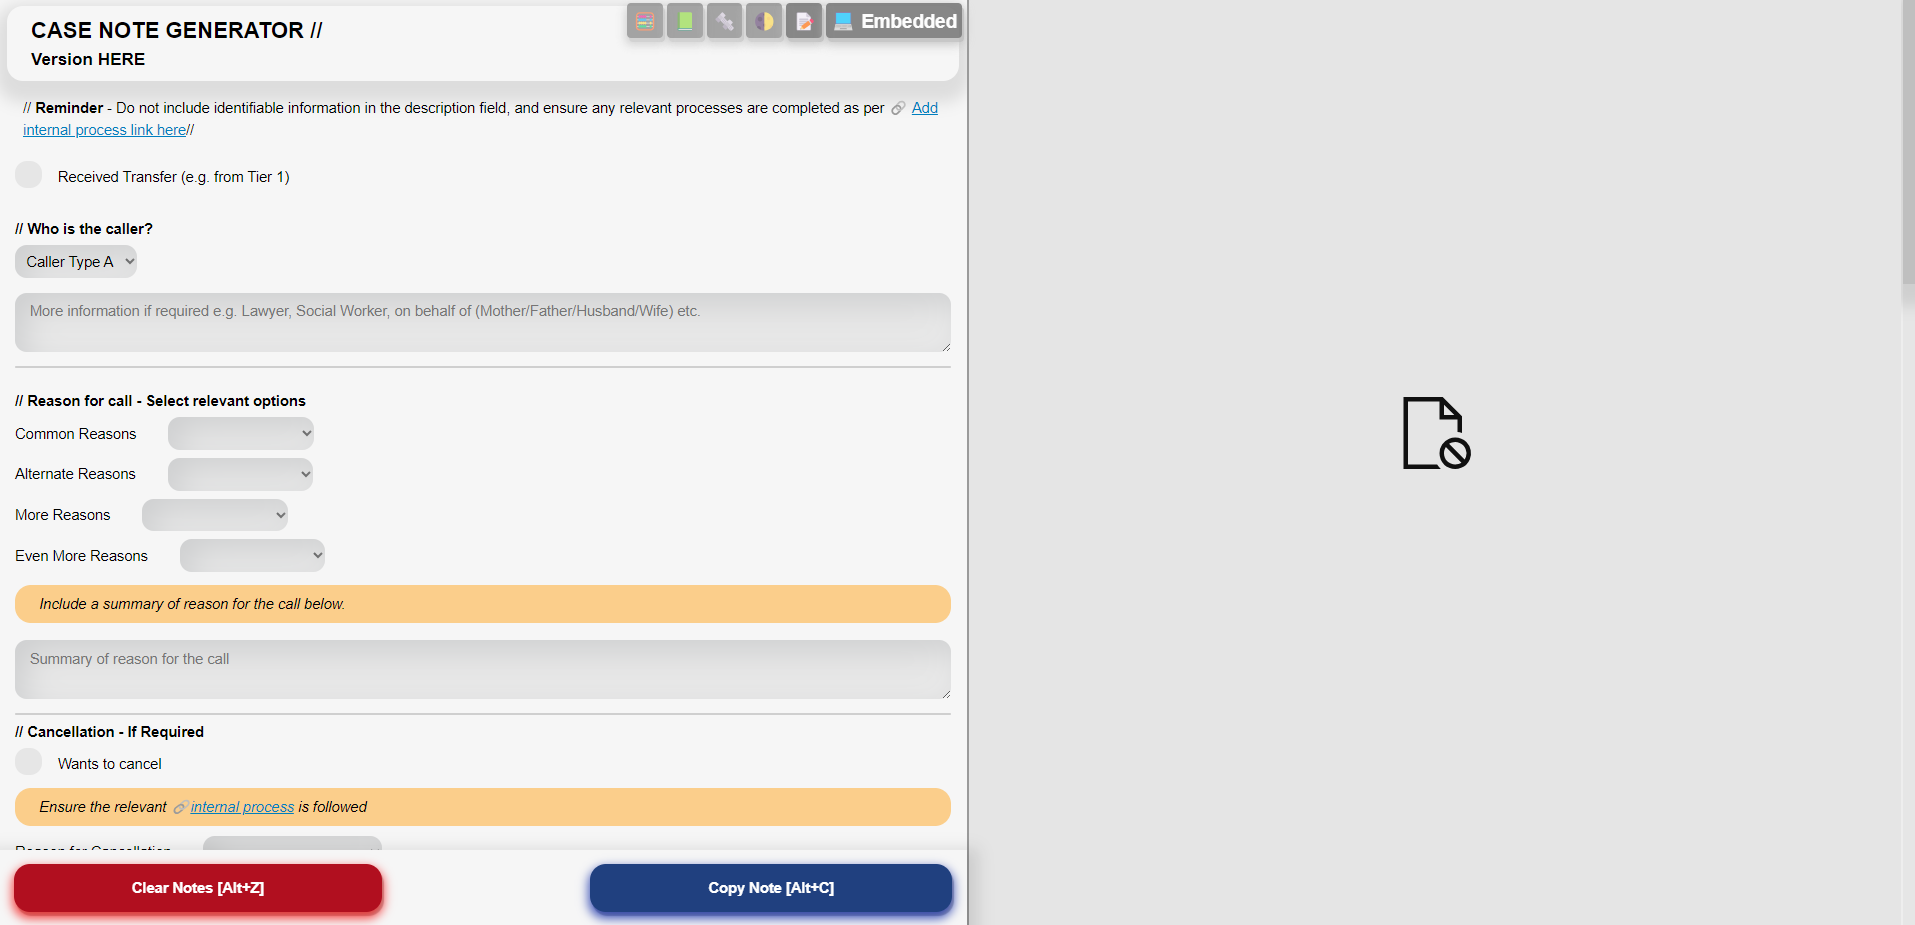 CASE NOTE GENERATOR //
Embedded
Version HERE
// Reminder - Do not include identifiable information in the description field, and ensure any relevant processes are completed as per Add
internal process link here//
Received Transfer (e.g. from Tier 1)
// Who is the caller?
Caller Type A
More information if required e.g. Lawyer, Social Worker, on behalf of (Mother/Father/Husband/Wife) etc.
// Reason for call - Select relevant options
Common Reasons
Alternate Reasons
More Reasons
Even More Reasons
Include a summary of reason for the call below.
Summary of reason for the call
// Cancellation - If Required
Wants to cancel
Ensure the relevant internal process is followed
Reason for Cancellation
Clear Notes [Alt+Z]
Copy Note [Alt+C]